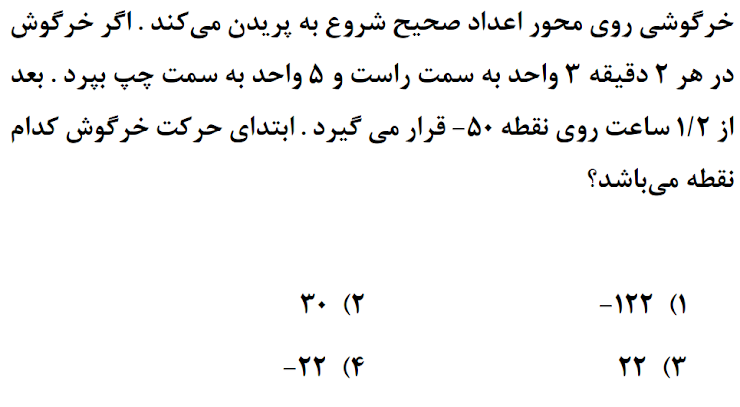 خرگوشی روی محور اعداد صحیح شروع به پریدن می‌کند . اگر خرگوش
در هر ۲ دقیقه ۳ واحد به سمت راست و ۵ واحد به سمت چپ بپرد . بعد
از ۱/۲ ساعت روی نقطه ۵۰- قرار می گیرد . ابتدای حرکت خرگوش کدام
نقطه می‌باشد؟
۱) ۱۲۲- ۲) ۳۰
۳) ۲۲ ۴) ۲۲-